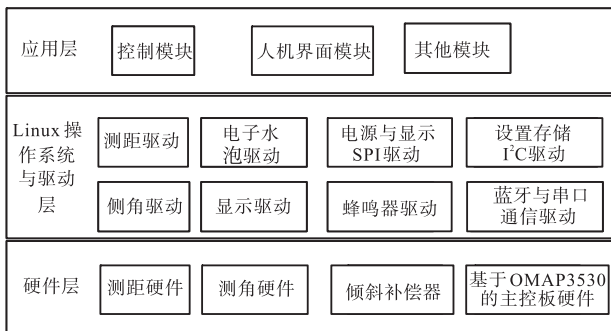 应用层
控制模块
人机界面模块
其他模块
Linux 操
作系统
与驱动
层
测距驱动
电子水
泡驱动
电源与显示
SPI驱动
设置存储
I²C驱动
侧角驱动
显示驱动
蜂鸣器驱动
蓝牙与串口
通信驱动
硬件层
测距硬件
测角硬件
倾斜补偿器
基于OMAP3530
的主控板硬件